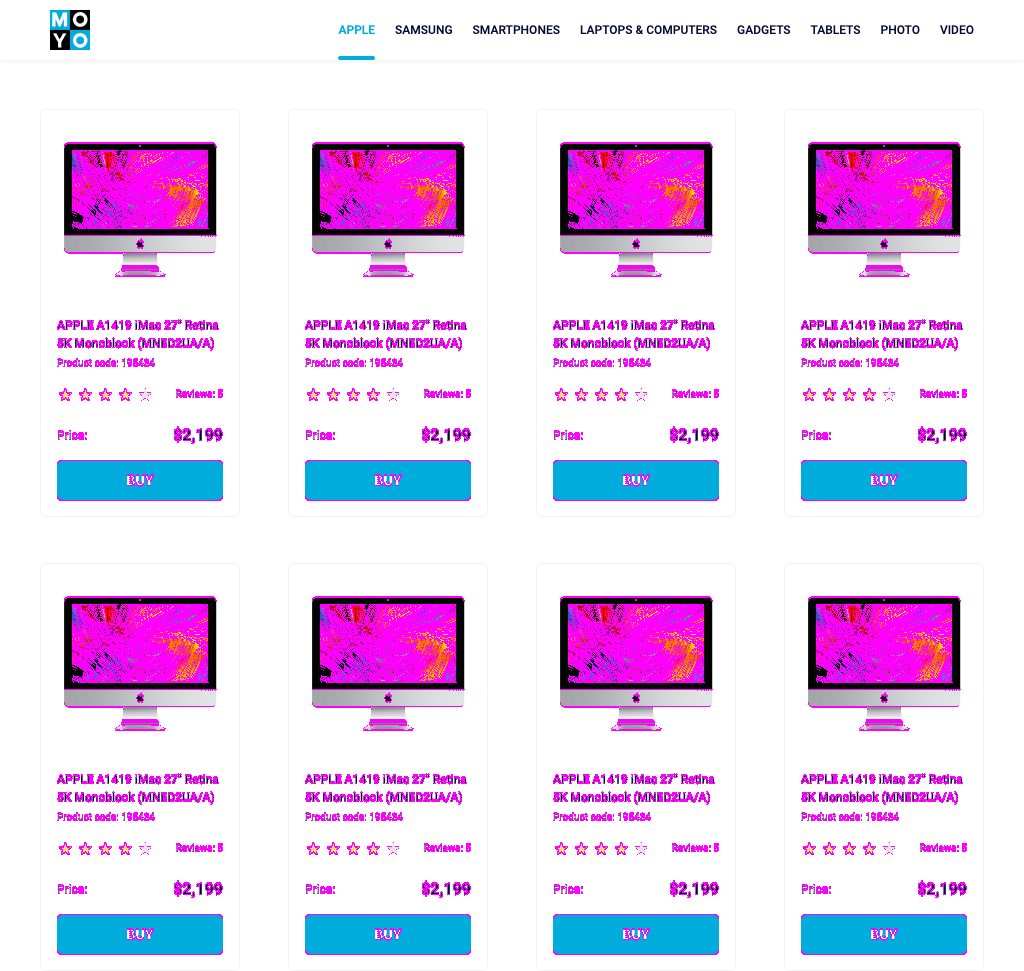 MO
YO
APPLE SAMSUNG SMARTPHONES LAPTOPS & COMPUTERS GADGETS TABLETS PHOTO VIDEO
APPLE A1419 iMac 27" Retina APPLE A1419 iMac 27" Retina APPLE A1419 iMac 27" Retina APPLE A1419 iMac 27" Retina
5K Monoblock (MNED2UA/A) 5K Monoblock (MNED2UA/A) 5K Monoblock (MNED2UA/A) 5K Monoblock (MNED2UA/A)
Product code: 195434 Product code: 195434 Product code: 195434 Product code: 195434
Reviews: 5 Reviews: 5 Reviews: 5 Reviews: 5
Price: $2,199 Price: $2,199 Price: $2,199 Price: $2,199
BUY BUY BUY BUY
APPLE A1419 iMac 27" Retina APPLE A1419 iMac 27" Retina APPLE A1419 iMac 27" Retina APPLE A1419 iMac 27" Retina
5K Monoblock (MNED2UA/A) 5K Monoblock (MNED2UA/A) 5K Monoblock (MNED2UA/A) 5K Monoblock (MNED2UA/A)
Product code: 195434 Product code: 195434 Product code: 195434 Product code: 195434
Reviews: 5 Reviews: 5 Reviews: 5 Reviews: 5
Price: $2,199 Price: $2,199 Price: $2,199 Price: $2,199
BUY BUY BUY BUY